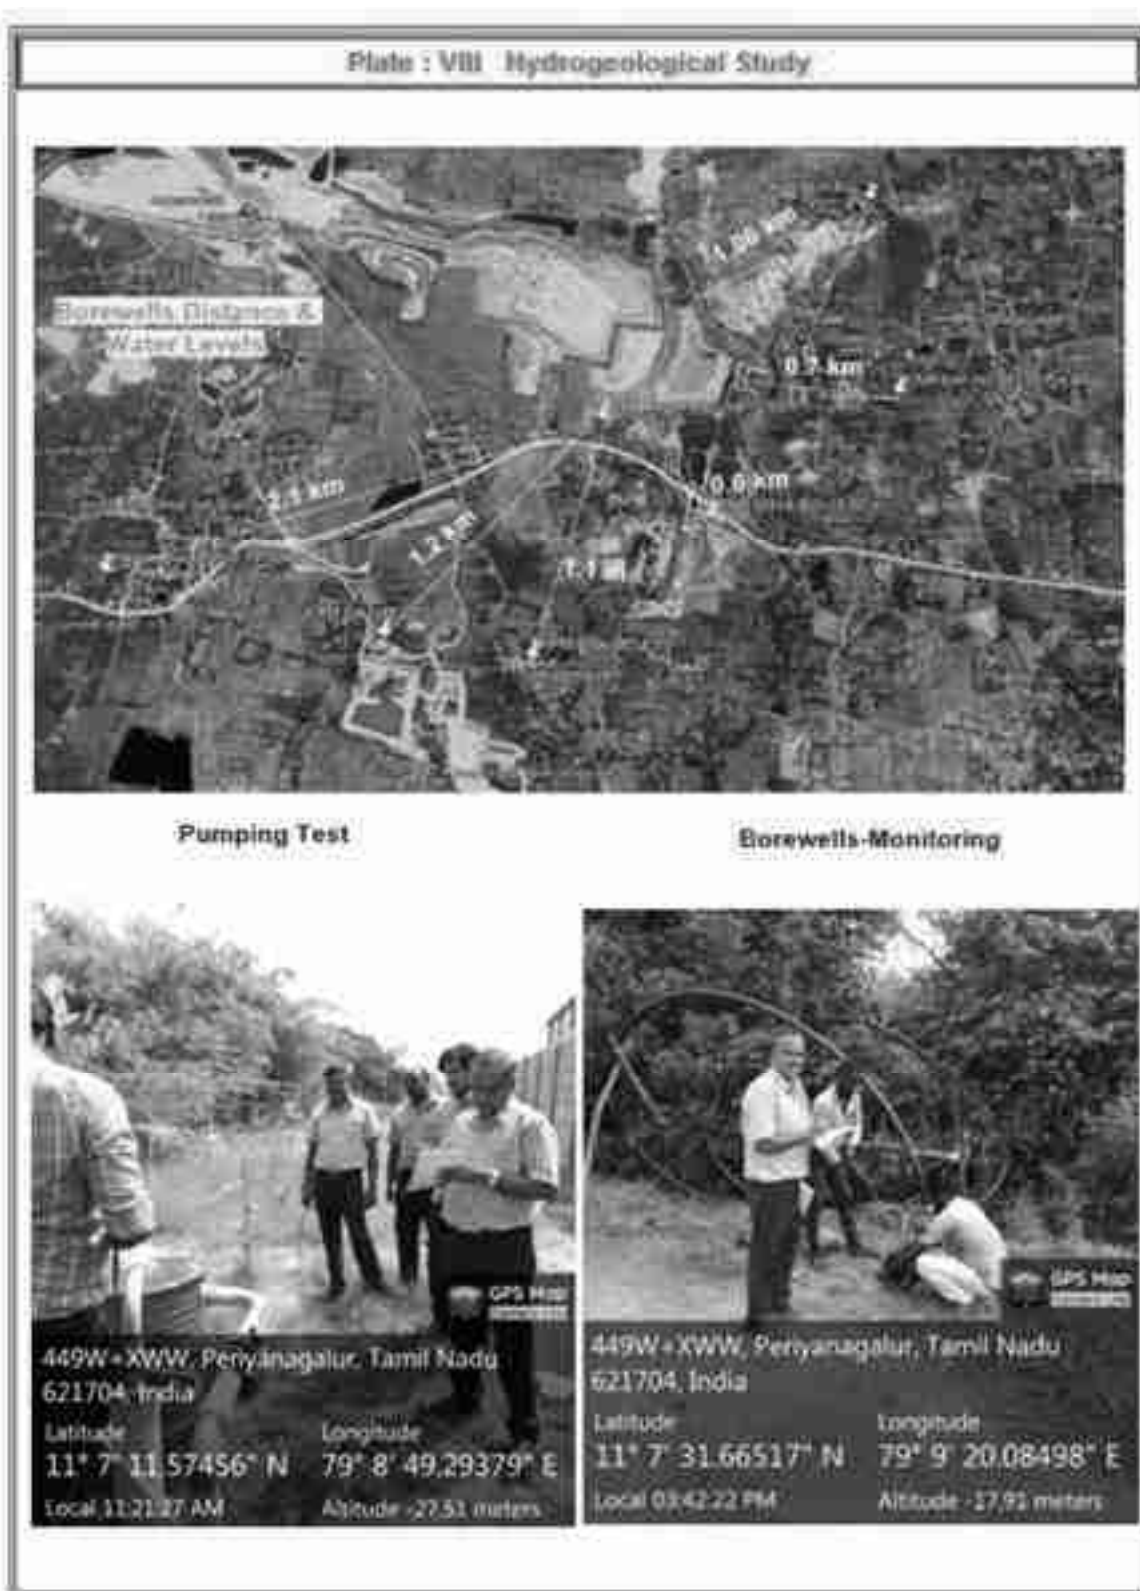 Plate : VIII Hydrogeological Study
Borewells Distance &
Water Levels
1.06 km
0.7 km
2.1 km
0.6 km
1.2 km
Pumping Test
Borewells-Monitoring
GPS Map
449W+XWW, Periyanagalur, Tamil Nadu
621704, India
Latitude
Longitude
11° 7' 11.57456" N
79° 8' 49.29379" E
Local 11:21:27 AM
Altitude -27.51 meters
GPS Map
449W+XWW, Periyanagalur, Tamil Nadu
621704, India
Latitude
Longitude
11° 7' 31.66517" N
79° 9' 20.08498" E
Local 03:42:22 PM
Altitude -17.91 meters